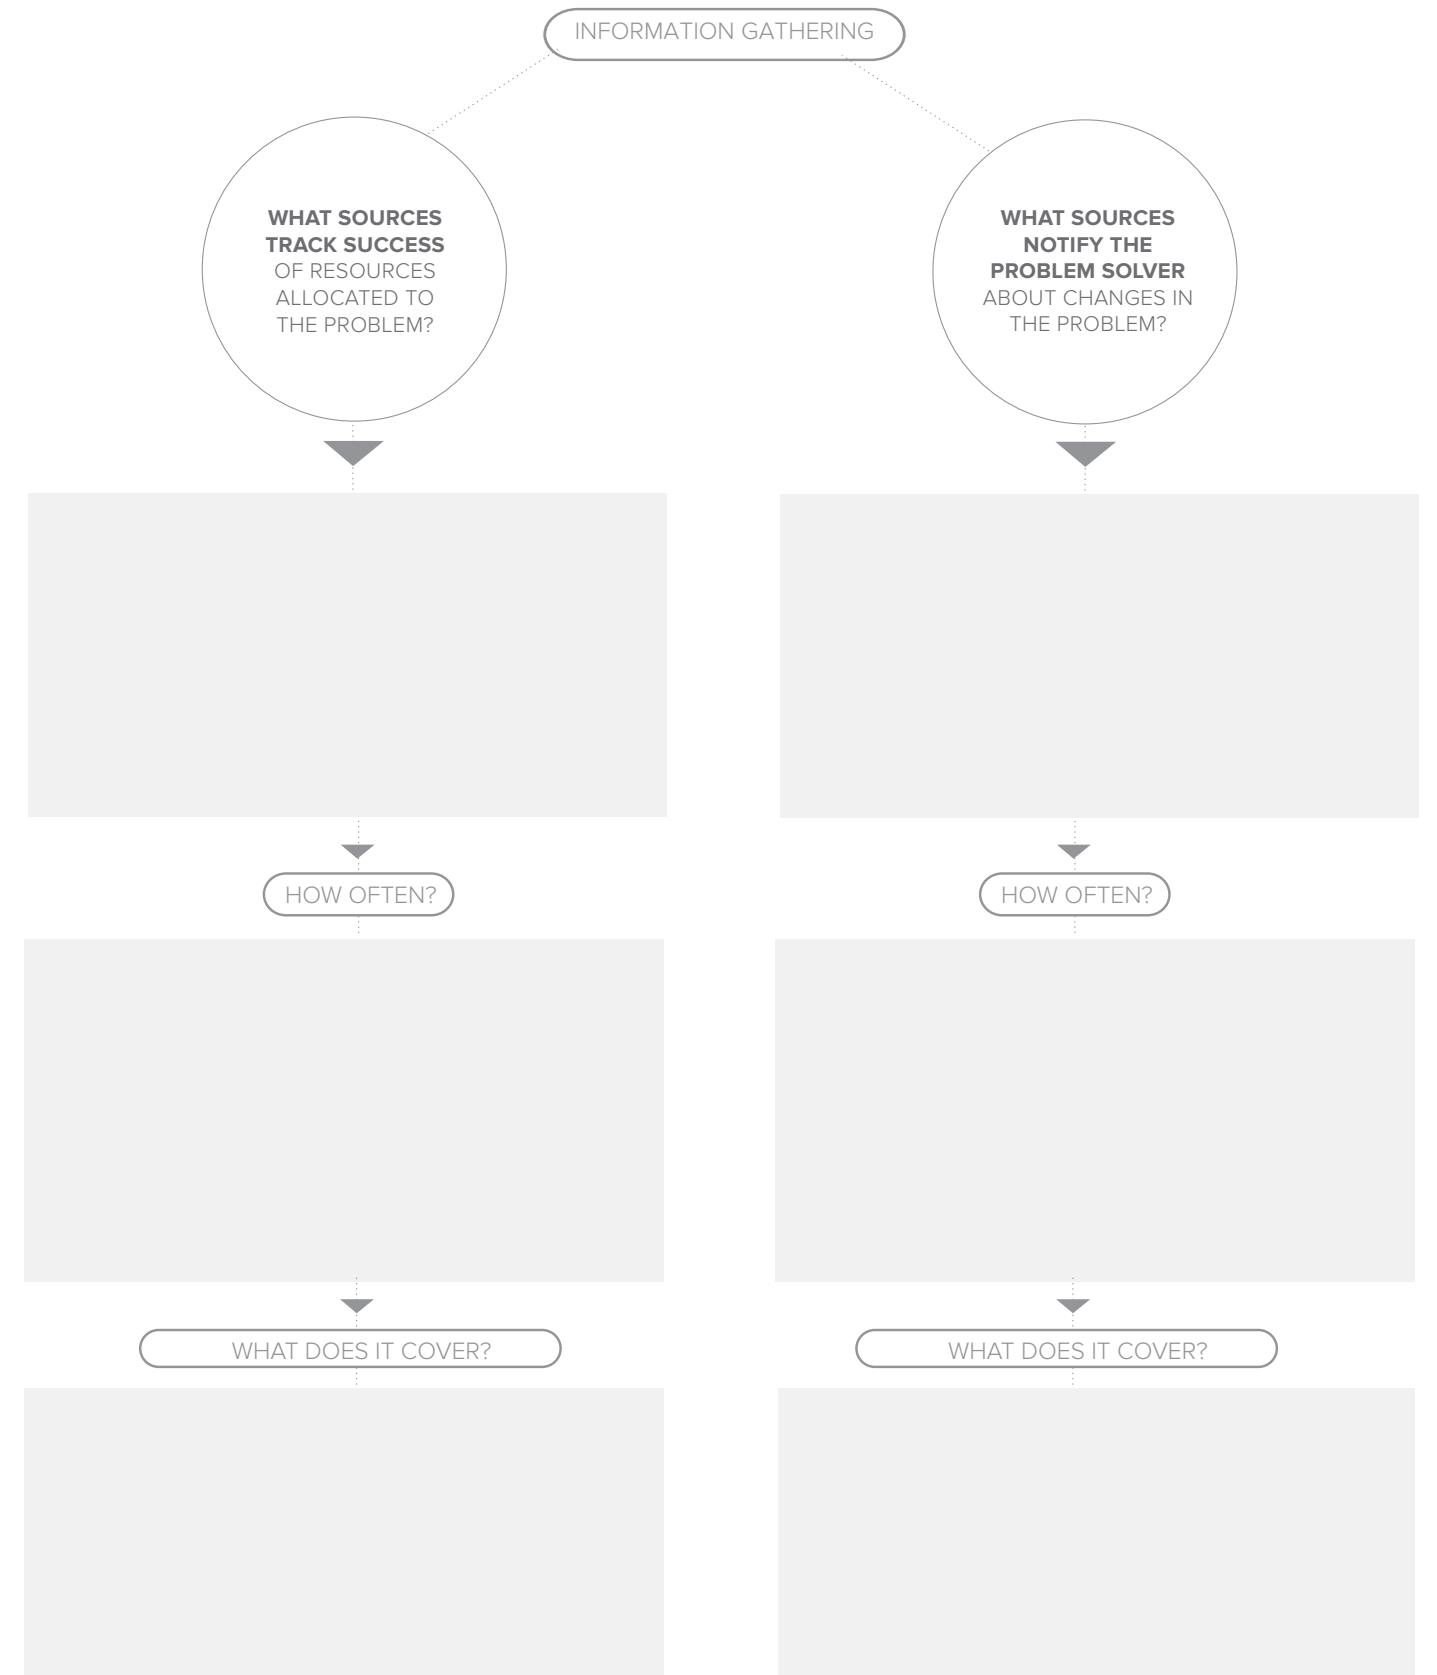 INFORMATION GATHERING
WHAT SOURCES
TRACK SUCCESS
OF RESOURCES
ALLOCATED TO
THE PROBLEM?
WHAT SOURCES
NOTIFY THE
PROBLEM SOLVER
ABOUT CHANGES IN
THE PROBLEM?
HOW OFTEN?
HOW OFTEN?
WHAT DOES IT COVER?
WHAT DOES IT COVER?